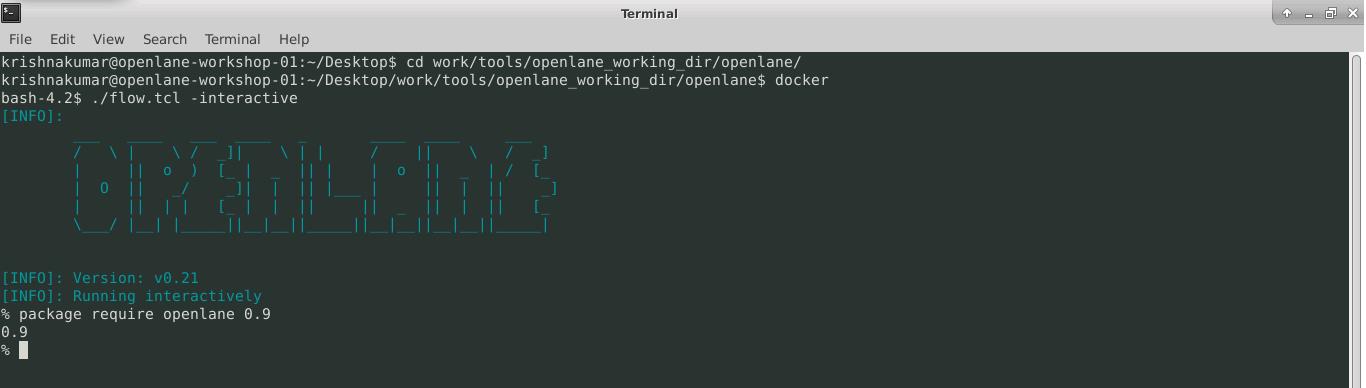 Terminal
File Edit View Search Terminal Help
krishnakumar@openlane-workshop-01:~/Desktop$ cd work/tools/openlane_working_dir/openlane/
krishnakumar@openlane-workshop-01:~/Desktop/work/tools/openlane_working_dir/openlane$ docker
bash-4.2$ ./flow.tcl -interactive
[INFO]:
OPENLANE
[INFO]: Version: v0.21
[INFO]: Running interactively
% package require openlane 0.9
0.9
%